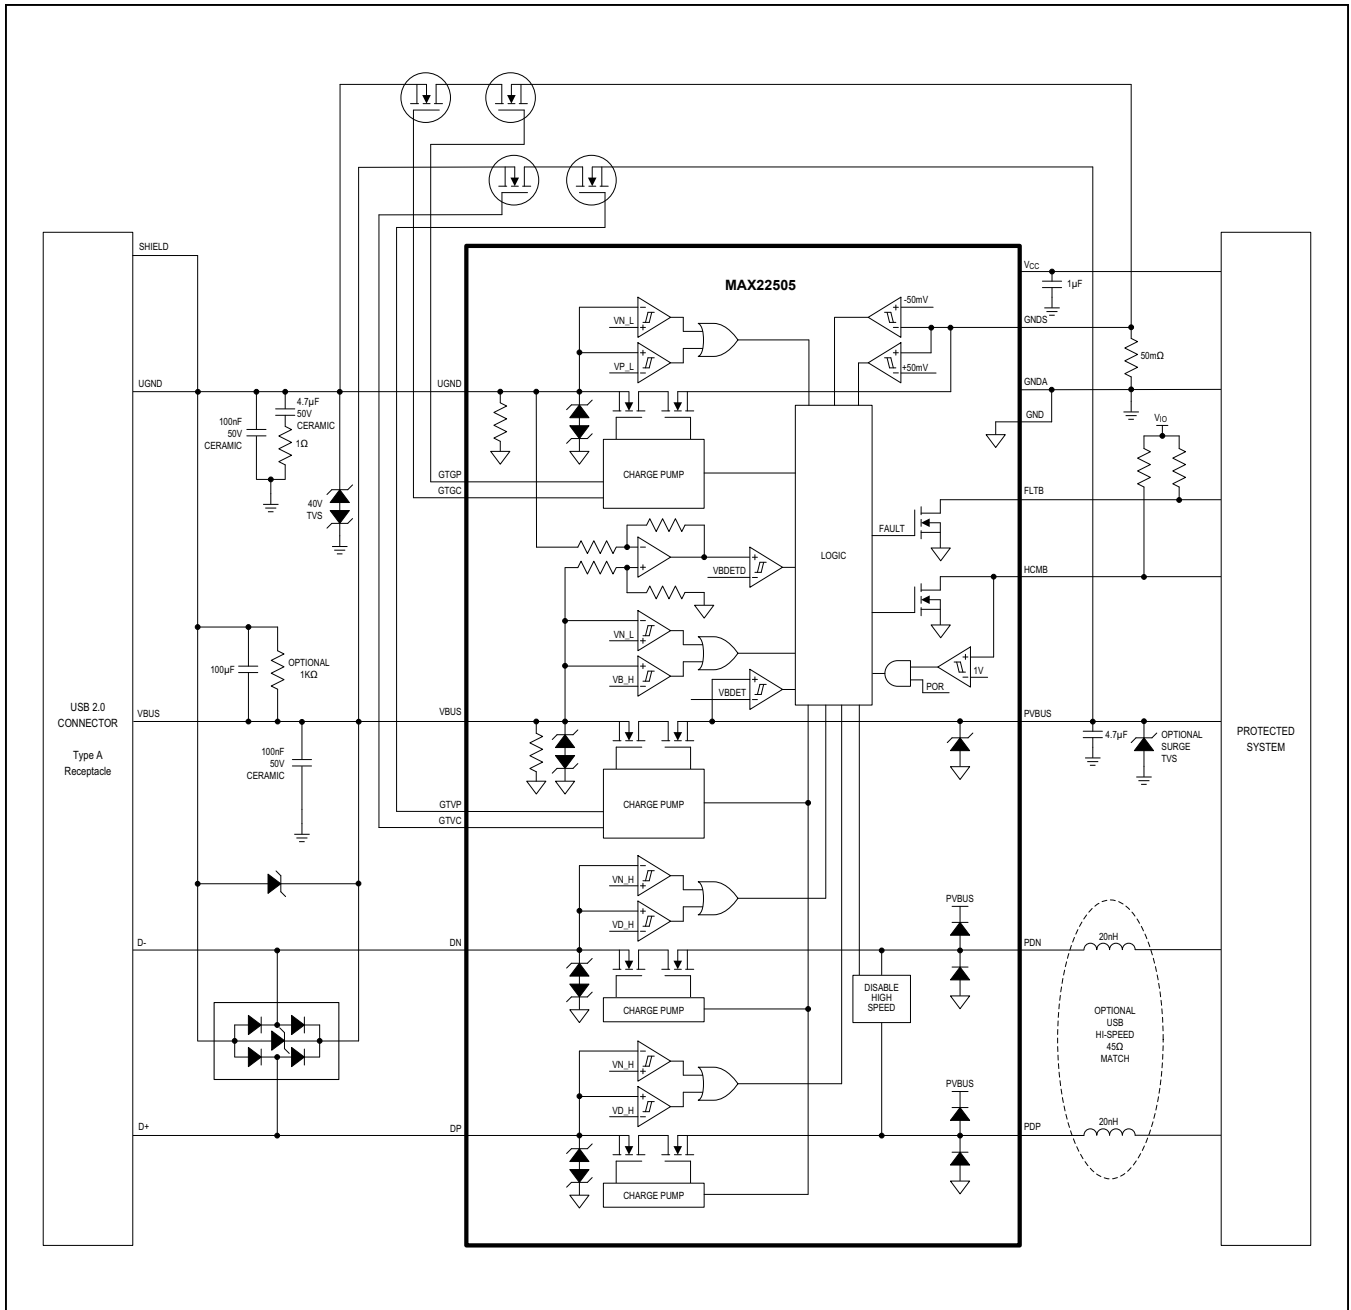 SHIELD
MAX22505
VCC
1µF
-50mV
VN_L
GNDS
VP_L
+50mV
50mΩ
UGND
UGND
GNDA
GND
4.7µF
50V
CERAMIC
100nF
50V
CERAMIC
1Ω
VIO
CHARGE PUMP
GTGP
GTGC
40V
TVS
FLTB
FAULT
LOGIC
VBDETD
HCMB
VN_L
100µF
OPTIONAL
1KΩ
VB_H
VBDET
1V
POR
USB 2.0
CONNECTOR
Type A
Receptacle
VBUS
VBUS
PVBUS
100nF
50V
CERAMIC
4.7µF
OPTIONAL
SURGE
TVS
PROTECTED
SYSTEM
CHARGE PUMP
GTVP
GTVC
VN_H
VD_H
PVBUS
D-
DN
PDN
20nH
DISABLE
HIGH
SPEED
CHARGE PUMP
OPTIONAL
USB
HI-SPEED
45Ω
MATCH
VN_H
VD_H
PVBUS
D+
DP
PDP
20nH
CHARGE PUMP